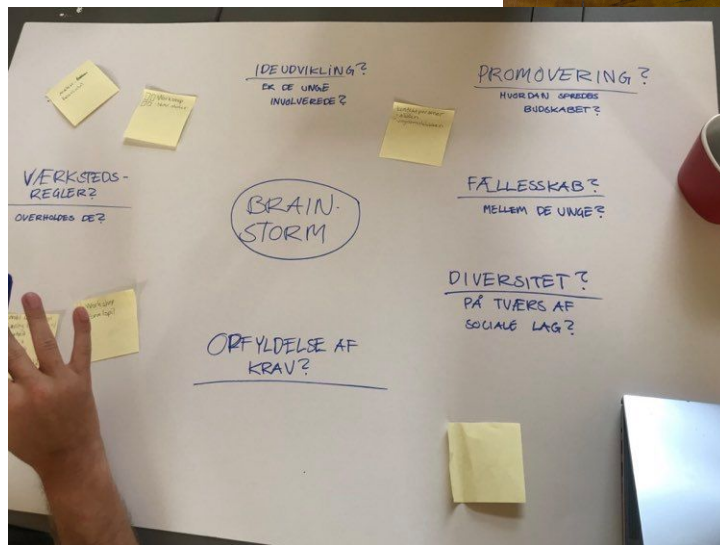 IDEUDVIKLING?
ER DE UNGE
INVOLVEREDE?
PROMOVERING?
HVORDAN SPREDES
BUDSKABET?
VÆRKSTEDS-
REGLER?
OVERHOLDES DE?
BRAIN-
STORM
FÆLLESSKAB?
MELLEM DE UNGE?
DIVERSITET?
PÅ TVÆRS AF
SOCIALE LAG?
OPFYLDELSE AF
KRAV?